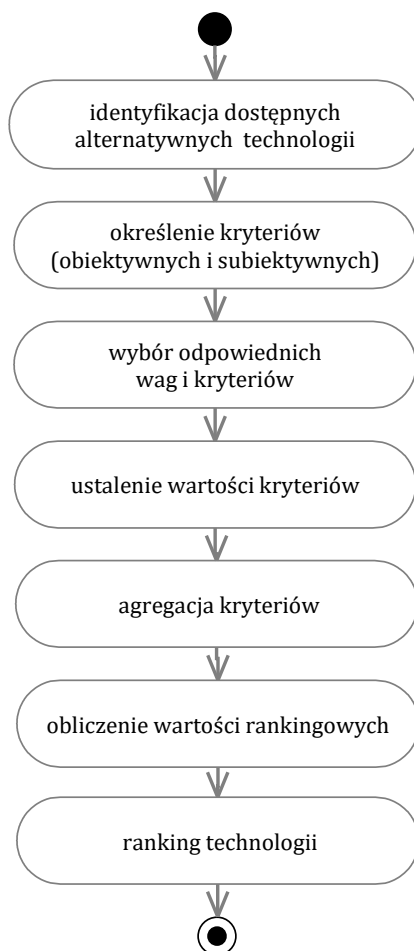 identyfikacja dostępnych
alternatywnych technologii
określenie kryteriów
(obiektywnych i subiektywnych)
wybór odpowiednich
wag i kryteriów
ustalenie wartości kryteriów
agregacja kryteriów
obliczenie wartości rankingowych
ranking technologii